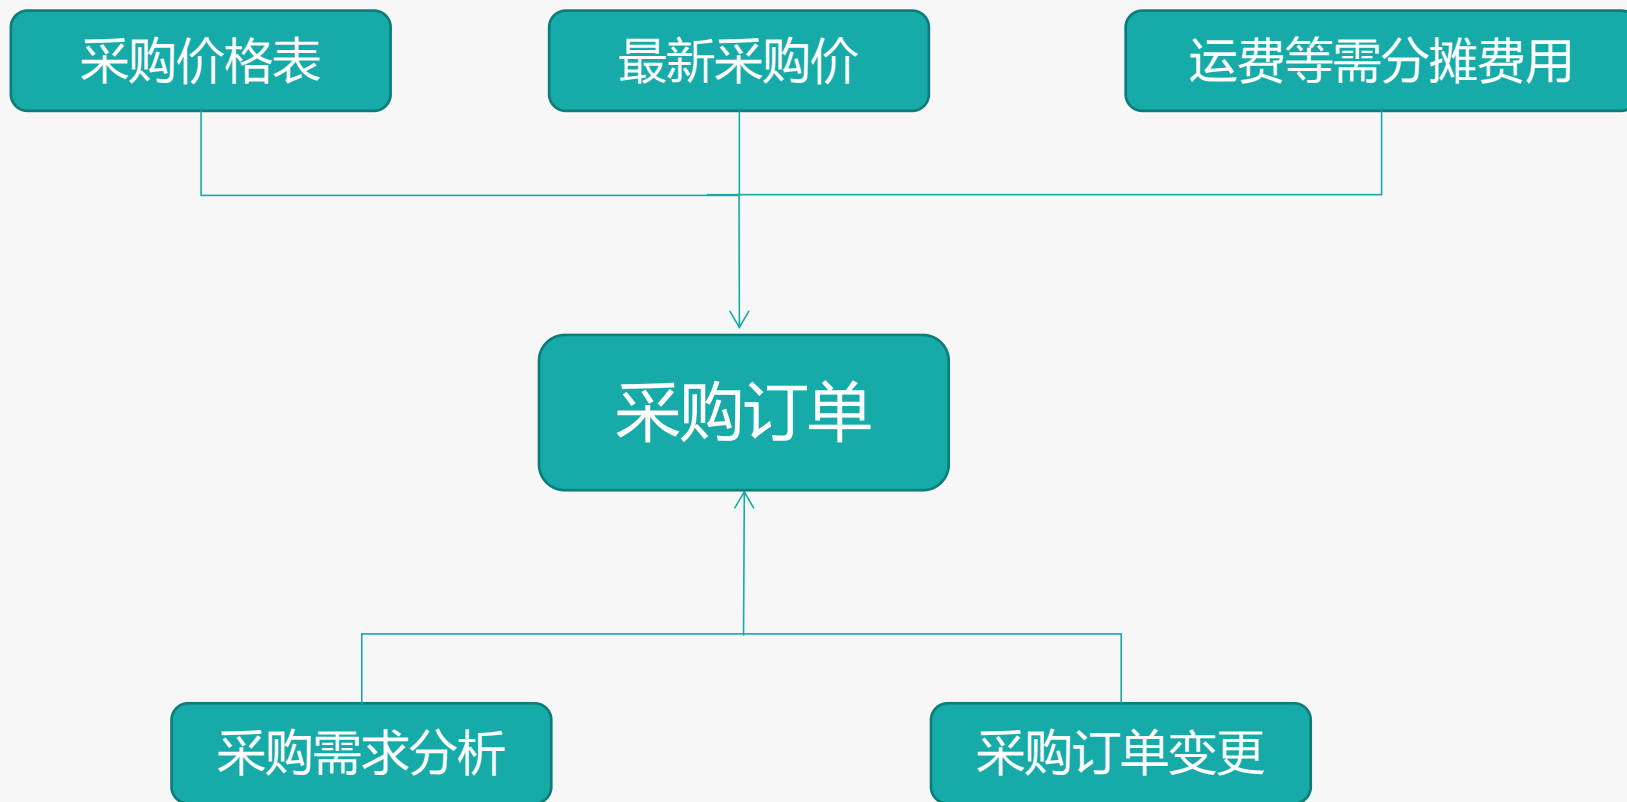 采购价格表
最新采购价
运费等需分摊费用
采购订单
采购需求分析
采购订单变更